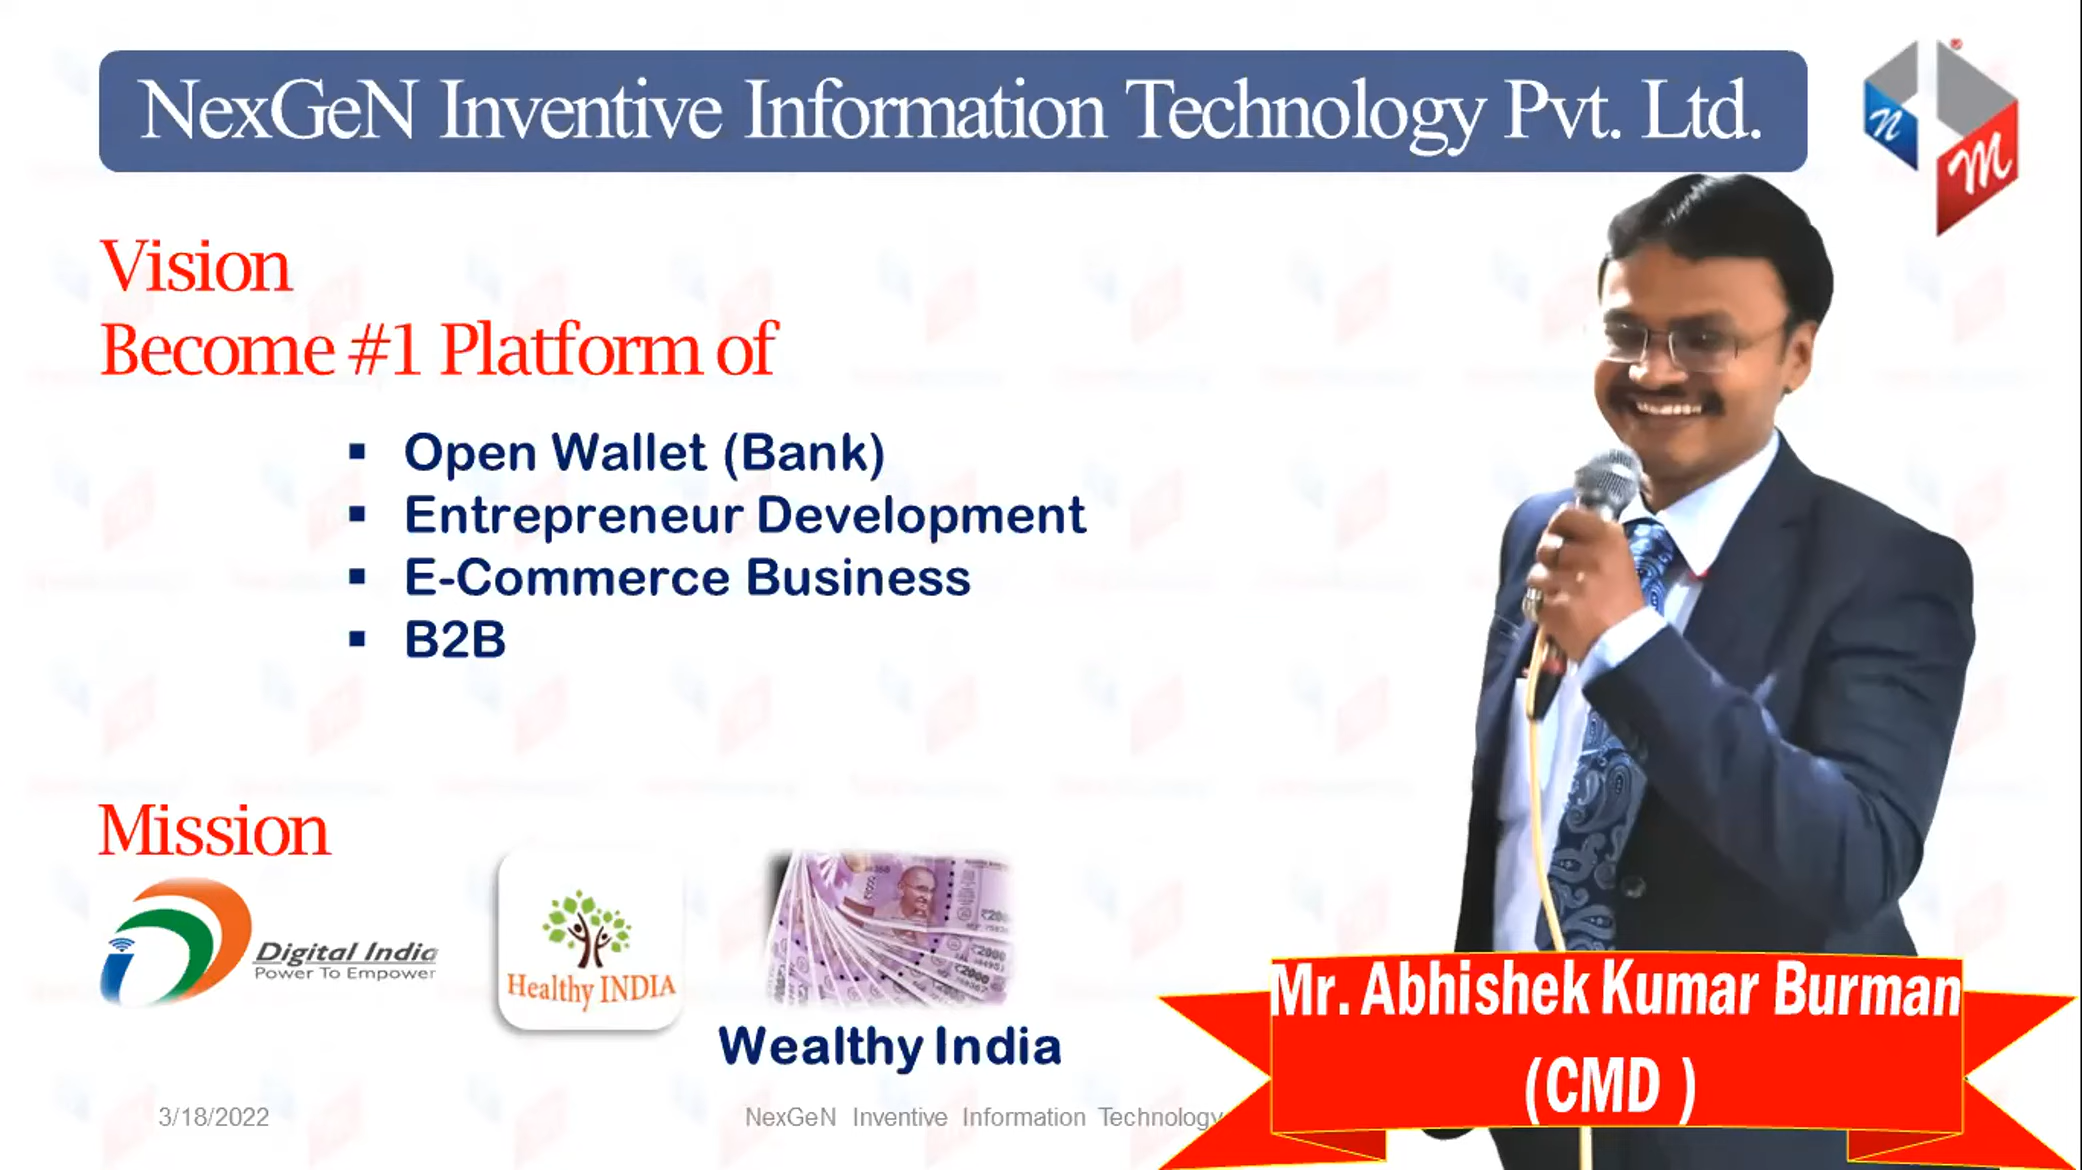 NexGeN Inventive Information Technology Pvt. Ltd.
n
m
Vision
Become #1 Platform of
Open Wallet (Bank)
Entrepreneur Development
E-Commerce Business
B2B
Mission
Digital India
Power To Empower
Healthy INDIA
₹2000
₹2000
Wealthy India
Mr. Abhishek Kumar Burman
(CMD )
3/18/2022
NexGeN Inventive Information Technology